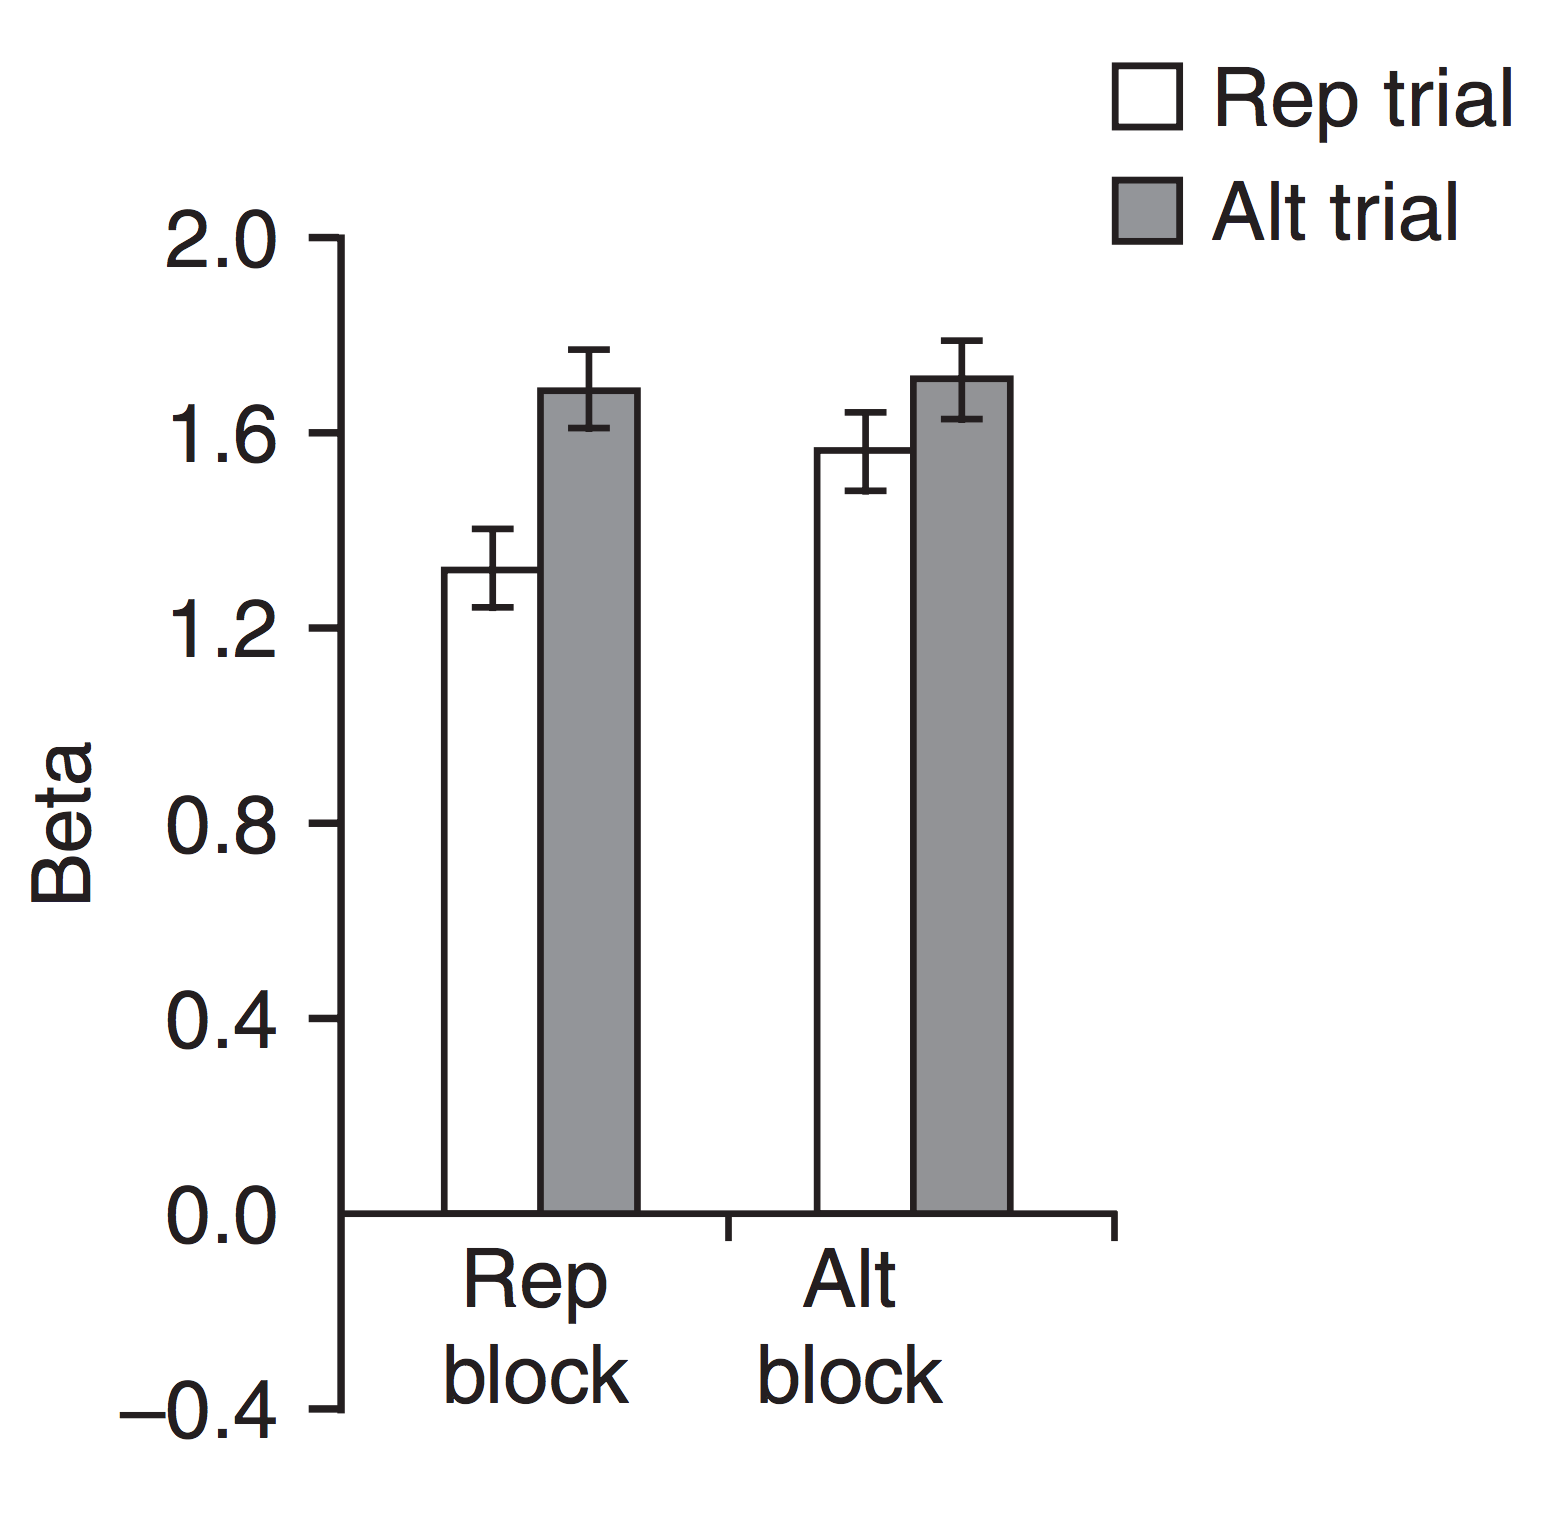 Rep trial
Alt trial
2.0
1.6
1.2
0.8
0.4
0.0
–0.4
Beta
Rep
block
Alt
block